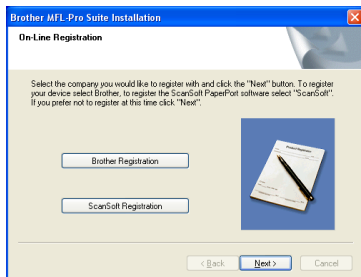 Brother MFL-Pro Suite Installation
On-Line Registration
Select the company you would like to register with and click the "Next" button. To register
your device select Brother, to register the ScanSoft PaperPort software select "ScanSoft".
If you prefer not to register at this time click "Next".
Brother Registration
Product Registration
ScanSoft Registration
< Back
Next >
Cancel